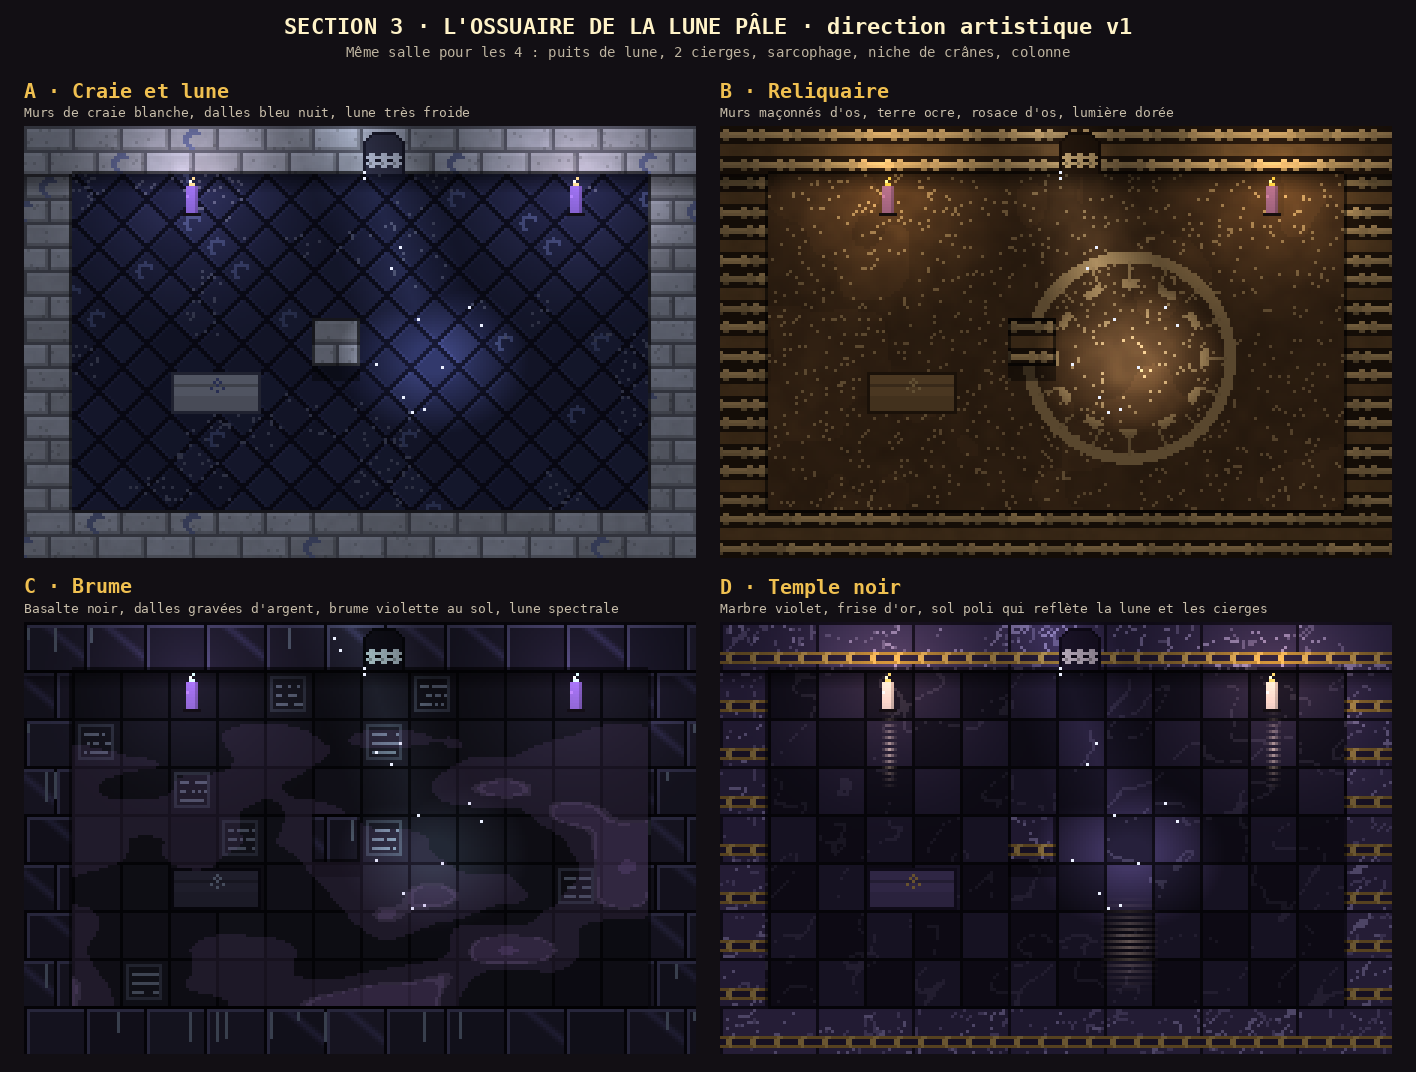 SECTION 3 · L'OSSUAIRE DE LA LUNE PÂLE · direction artistique v1
Même salle pour les 4 : puits de lune, 2 cierges, sarcophage, niche de crânes, colonne
A · Craie et lune
Murs de craie blanche, dalles bleu nuit, lune très froide
B · Reliquaire
Murs maçonnés d'os, terre ocre, rosace d'os, lumière dorée
C · Brume
Basalte noir, dalles gravées d'argent, brume violette au sol, lune spectrale
D · Temple noir
Marbre violet, frise d'or, sol poli qui reflète la lune et les cierges